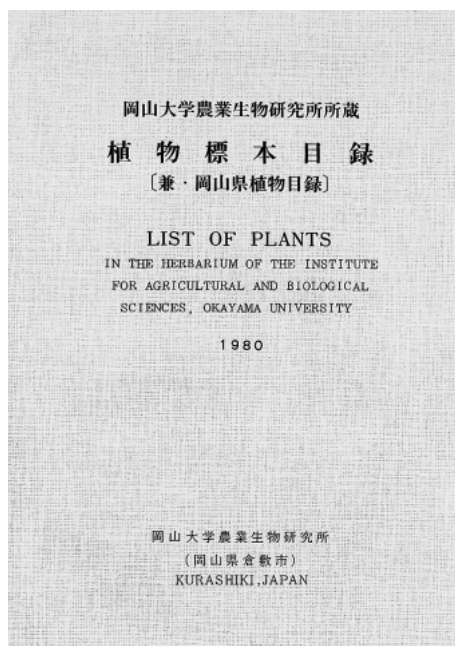 岡山大学農業生物研究所所蔵
植物標本目録
〔兼・岡山県植物目録〕
LIST OF PLANTS
IN THE HERBARIUM OF THE INSTITUTE
FOR AGRICULTURAL AND BIOLOGICAL
SCIENCES, OKAYAMA UNIVERSITY
1980
岡山大学農業生物研究所
(岡山県倉敷市)
KURASHIKI,JAPAN